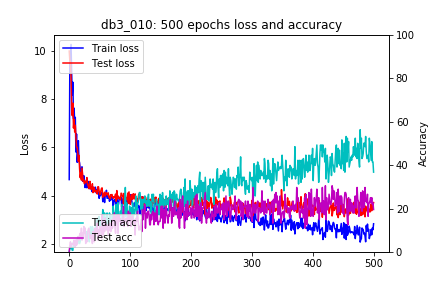 db3_010: 500 epochs loss and accuracy
Train loss
Test loss
Train acc
Test acc
Loss
10
8
6
4
2
Accuracy
100
80
60
40
20
0
0
100
200
300
400
500